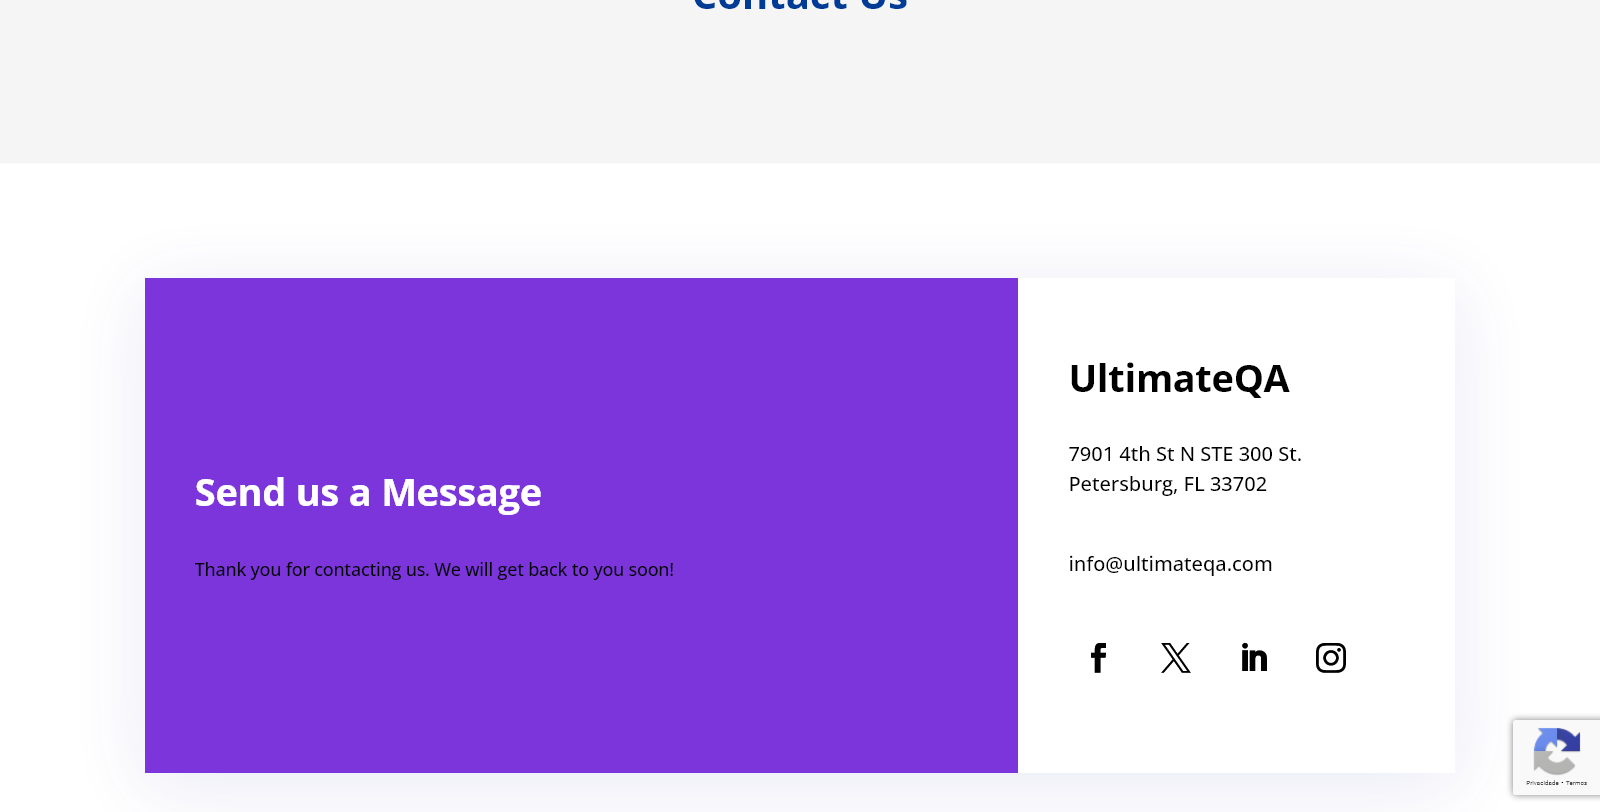 Contact Us
Send us a Message
Thank you for contacting us. We will get back to you soon!
UltimateQA
7901 4th St N STE 300 St.
Petersburg, FL 33702
info@ultimateqa.com
Privacidade • Termos